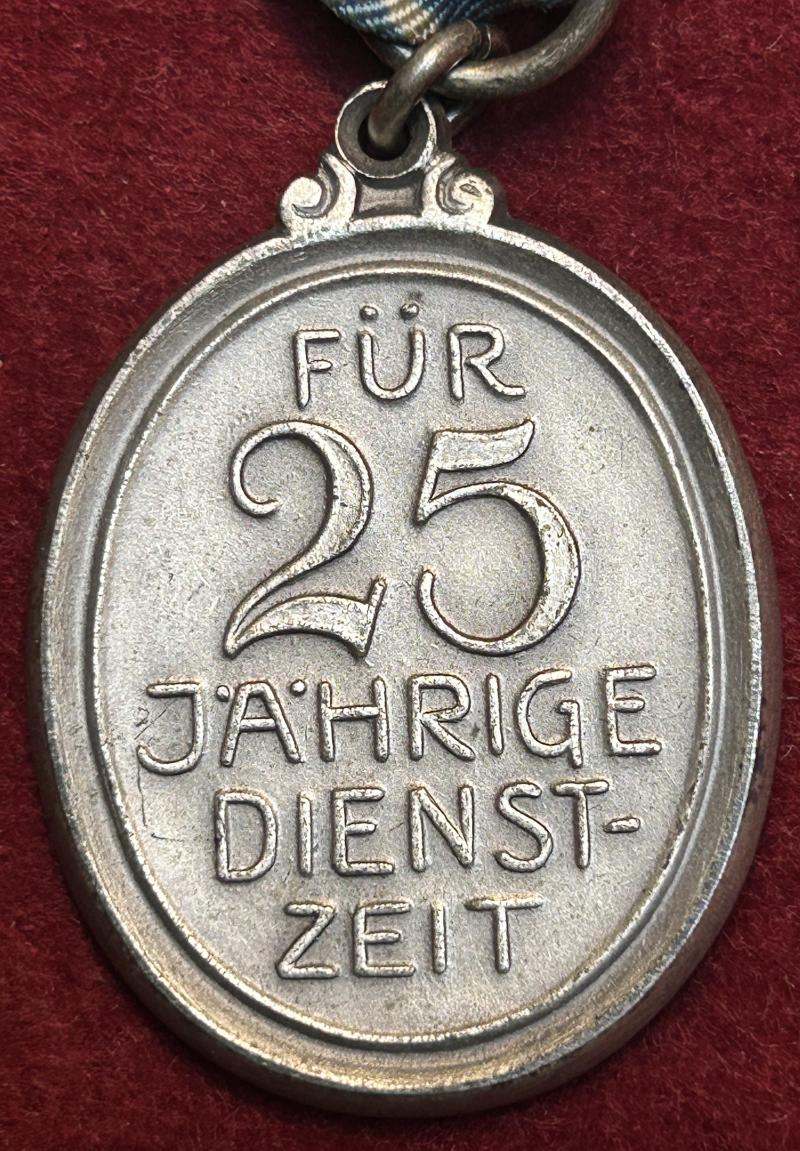 FÜR
25
JÄHRIGE
DIENST-
ZEIT